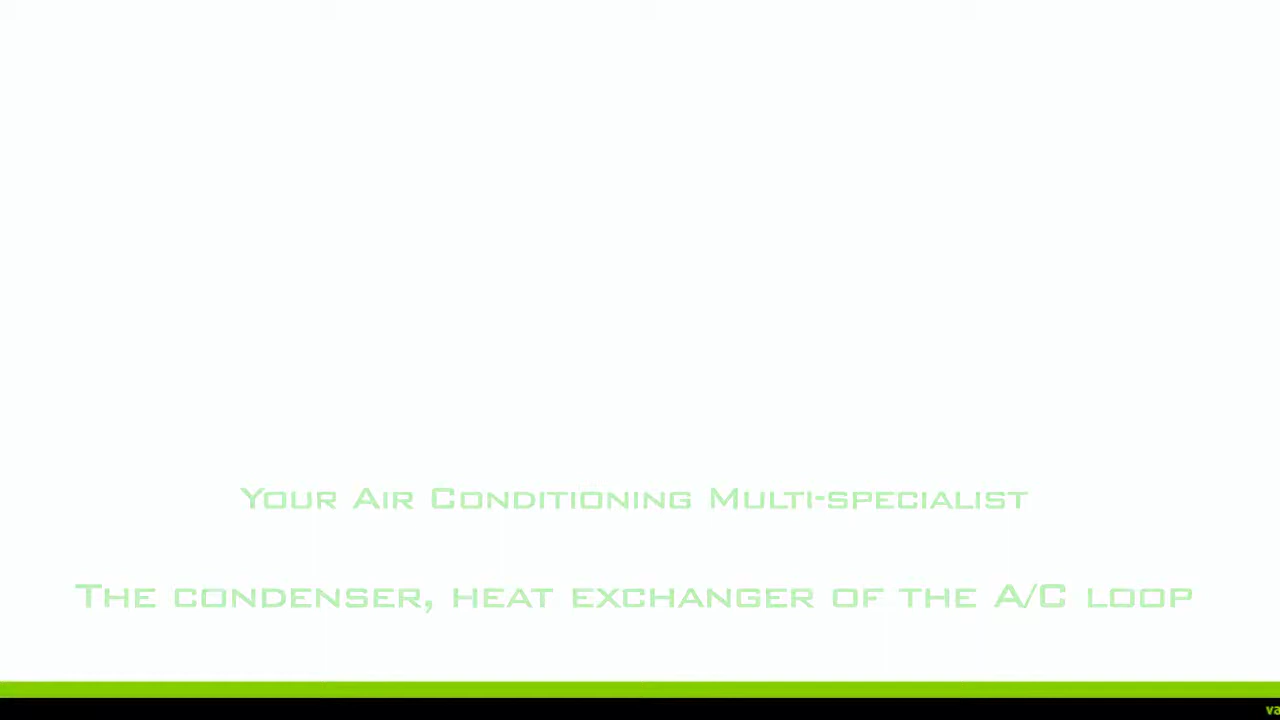 Your Air Conditioning Multi-specialist
The condenser, heat exchanger of the A/C loop